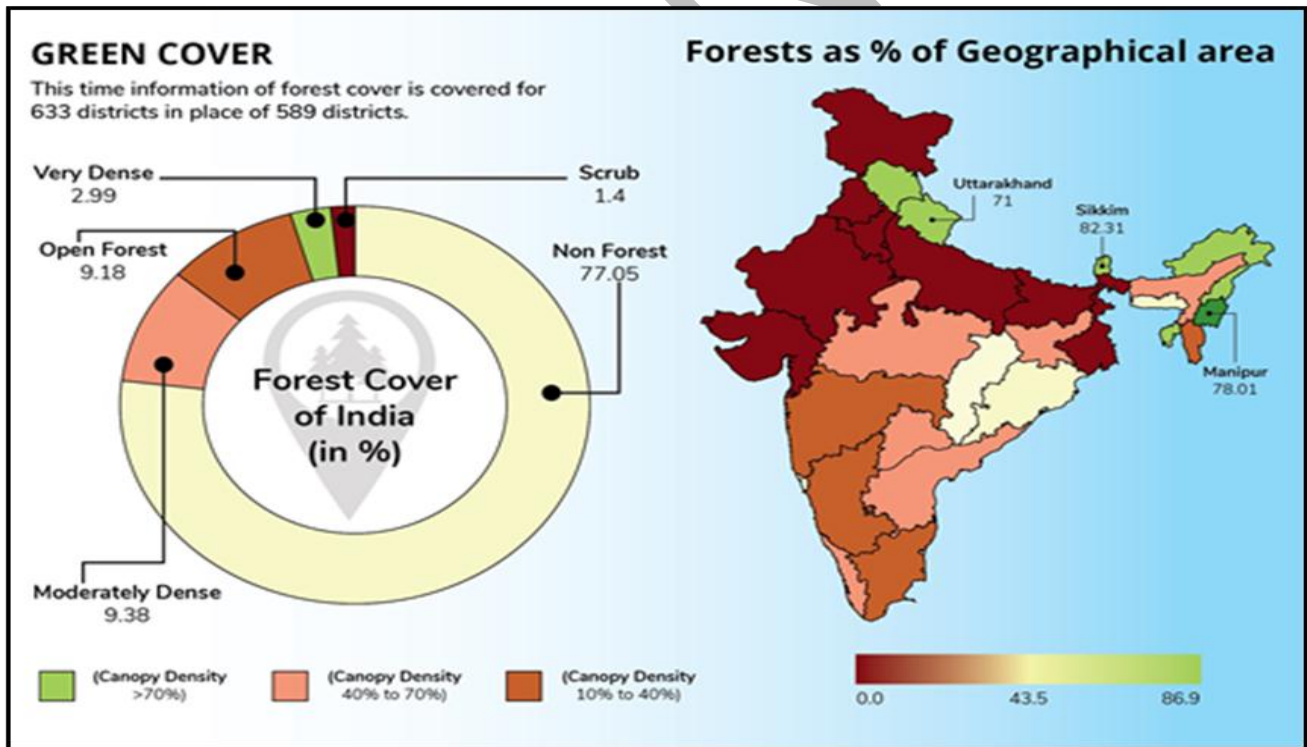 GREEN COVER
This time information of forest cover is covered for
633 districts in place of 589 districts.
Very Dense
2.99
Scrub
1.4
Open Forest
9.18
Non Forest
77.05
Forest Cover
of India
(in %)
Moderately Dense
9.38
(Canopy Density
>70%)
(Canopy Density
40% to 70%)
(Canopy Density
10% to 40%)
Forests as % of Geographical area
Uttarakhand
71
Sikkim
82.31
Manipur
78.01
0.0
43.5
86.9